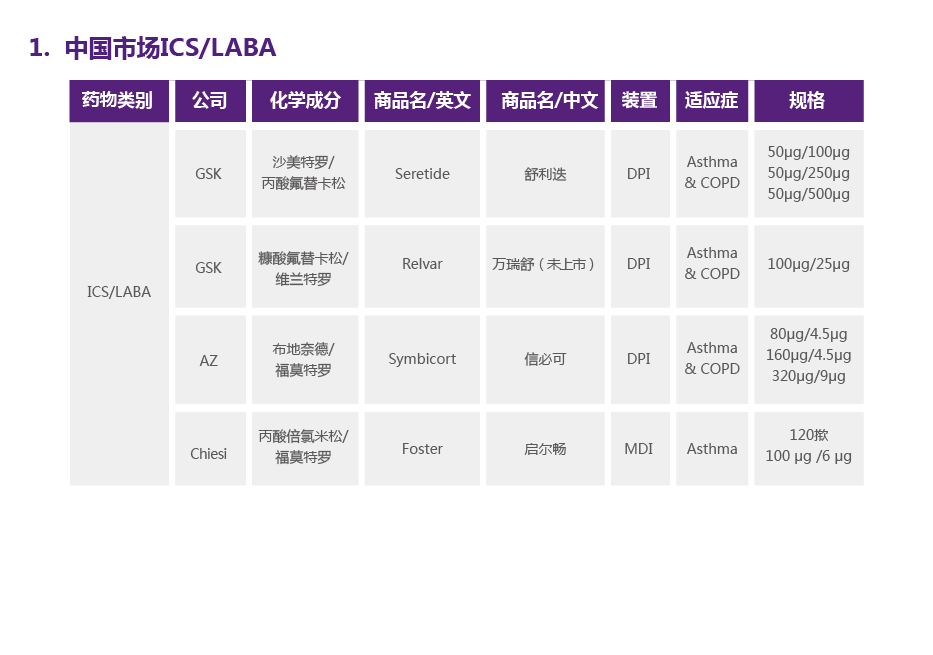 1. 中国市场ICS/LABA
药物类别 公司 化学成分 商品名/英文 商品名/中文 装置 适应症 规格
ICS/LABA
GSK
沙美特罗/
丙酸氟替卡松
Seretide
舒利迭
DPI
Asthma
& COPD
50μg/100μg
50μg/250μg
50μg/500μg
GSK
糠酸氟替卡松/
维兰特罗
Relvar
万瑞舒（未上市）
DPI
Asthma
& COPD
100μg/25μg
AZ
布地奈德/
福莫特罗
Symbicort
信必可
DPI
Asthma
& COPD
80μg/4.5μg
160μg/4.5μg
320μg/9μg
Chiesi
丙酸倍氯米松/
福莫特罗
Foster
启尔畅
MDI
Asthma
120揿
100 μg /6 μg